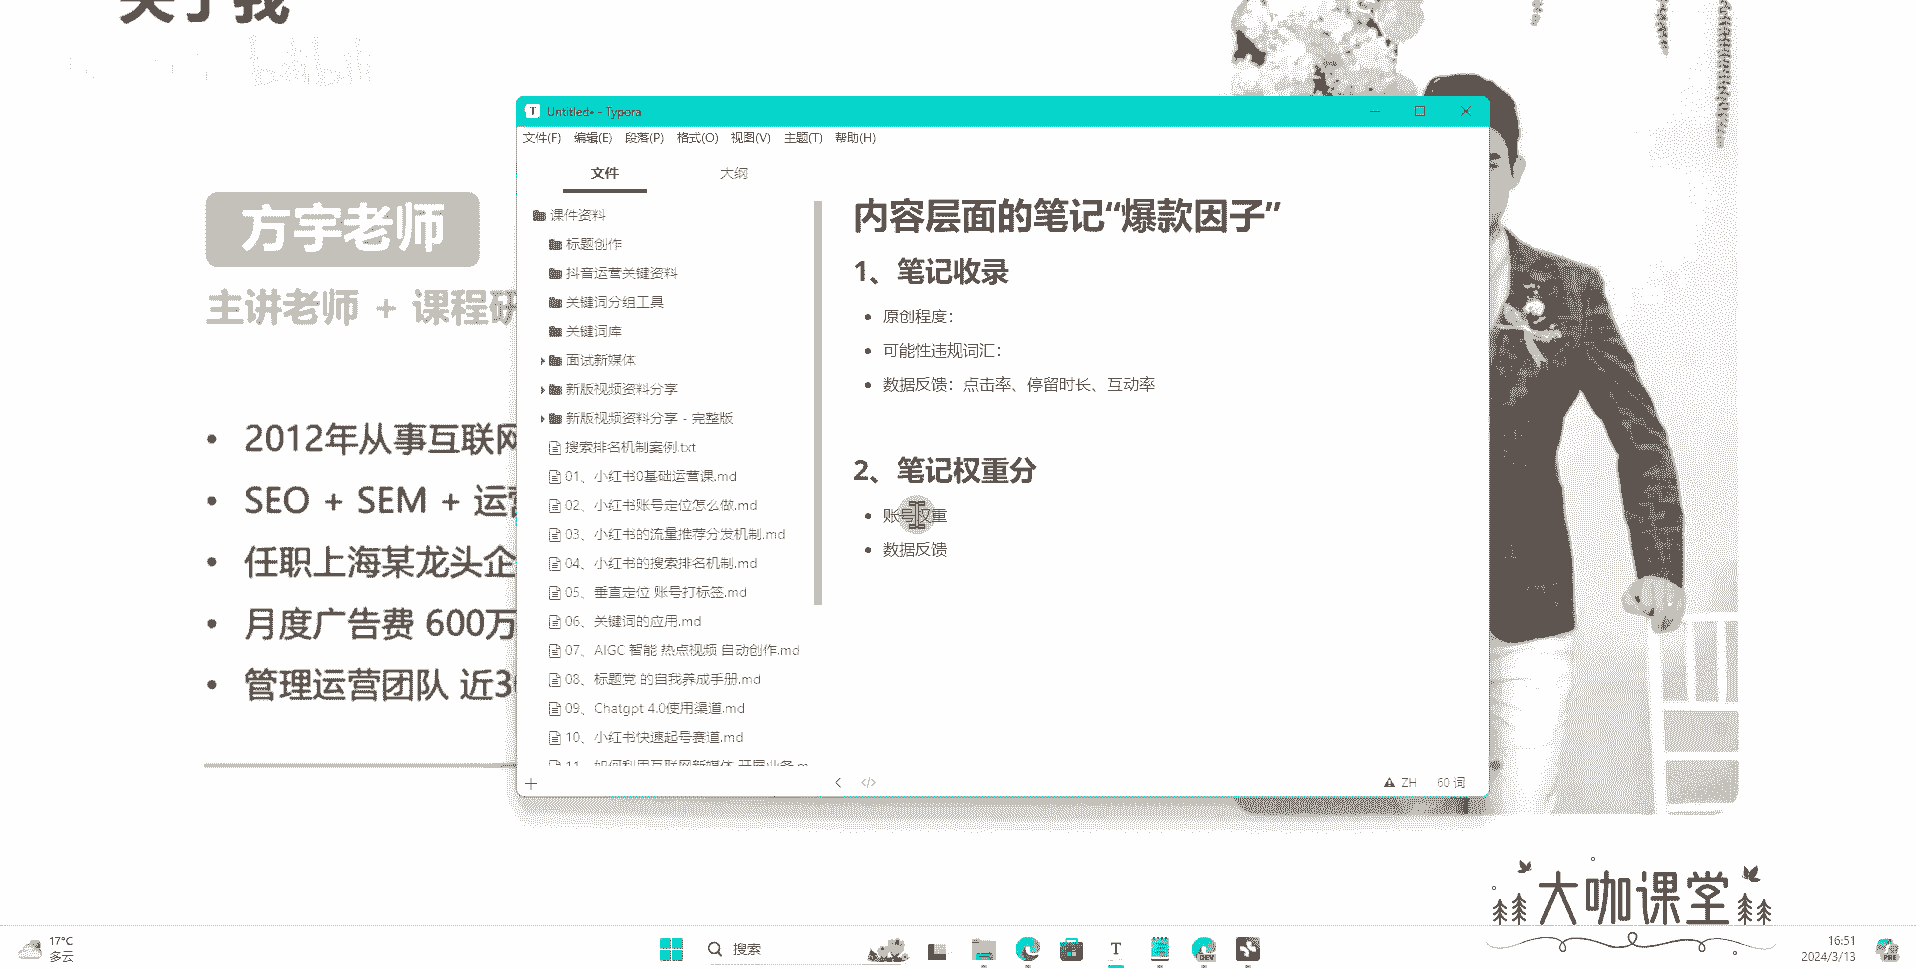 关于我
bilibili
方宇老师
主讲老师 + 课程研
2012年从事互联网
SEO + SEM + 运营
任职上海某龙头企
月度广告费 600万
管理运营团队 近3
Untitled• - Typora
文件(F) 编辑(E) 段落(P) 格式(O) 视图(V) 主题(T) 帮助(H)
文件 大纲
课件资料
标题创作
抖音运营关键资料
关键词分组工具
关键词库
面试新媒体
新版视频资料分享
新版视频资料分享 - 完整版
搜索排名机制案例.txt
01、小红书0基础运营课.md
02、小红书账号定位怎么做.md
03、小红书的流量推荐分发机制.md
04、小红书的搜索排名机制.md
05、垂直定位 账号打标签.md
06、关键词的应用.md
07、AIGC 智能 热点视频 自动创作.md
08、标题党 的自我养成手册.md
09、Chatgpt 4.0使用渠道.md
10、小红书快速起号赛道.md
11、如何利用互联网新媒体 开展业务.m
内容层面的笔记“爆款因子”
1、笔记收录
原创程度：
可能性违规词汇：
数据反馈：点击率、停留时长、互动率
2、笔记权重分
账号权重
数据反馈
ZH 60 词
大咖课堂
17°C
多云
搜索
DEV
16:51
2024/3/13
PRE